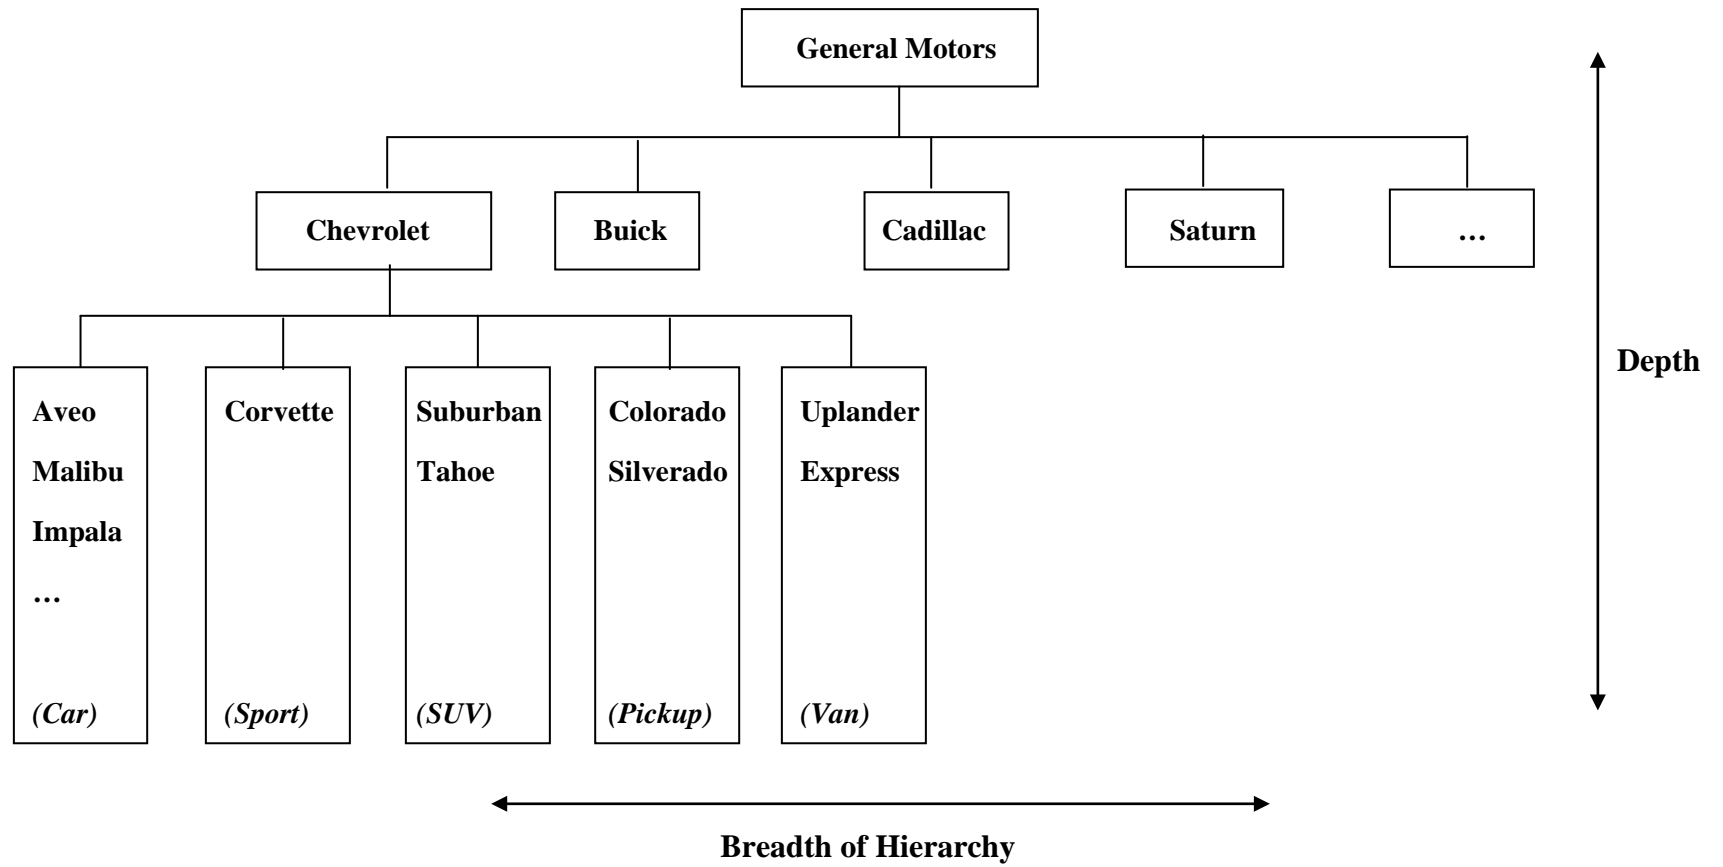 General Motors
Chevrolet
Buick
Cadillac
Saturn
…
Depth
Aveo
Malibu
Impala
…
(Car)
Corvette
(Sport)
Suburban
Tahoe
(SUV)
Colorado
Silverado
(Pickup)
Uplander
Express
(Van)
Breadth of Hierarchy